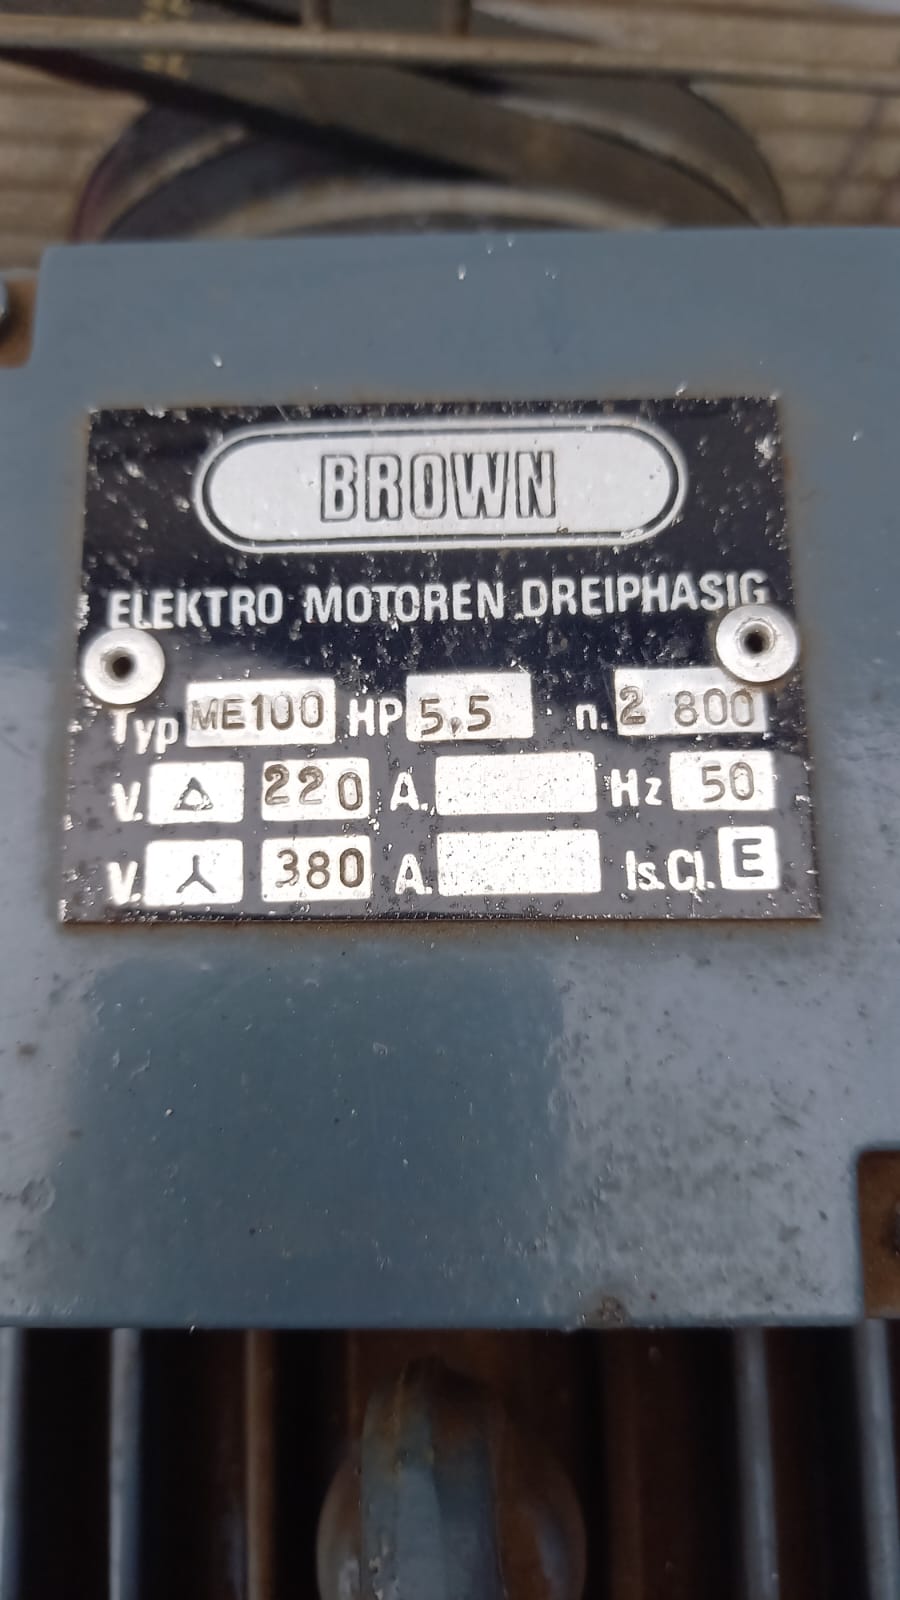 BROWN
ELEKTRO MOTOREN DREIPHASIG
Typ ME100 HP 5,5 n. 2 800
V. △ 220 A. Hz 50
V. 380 A. Is.Cl. E